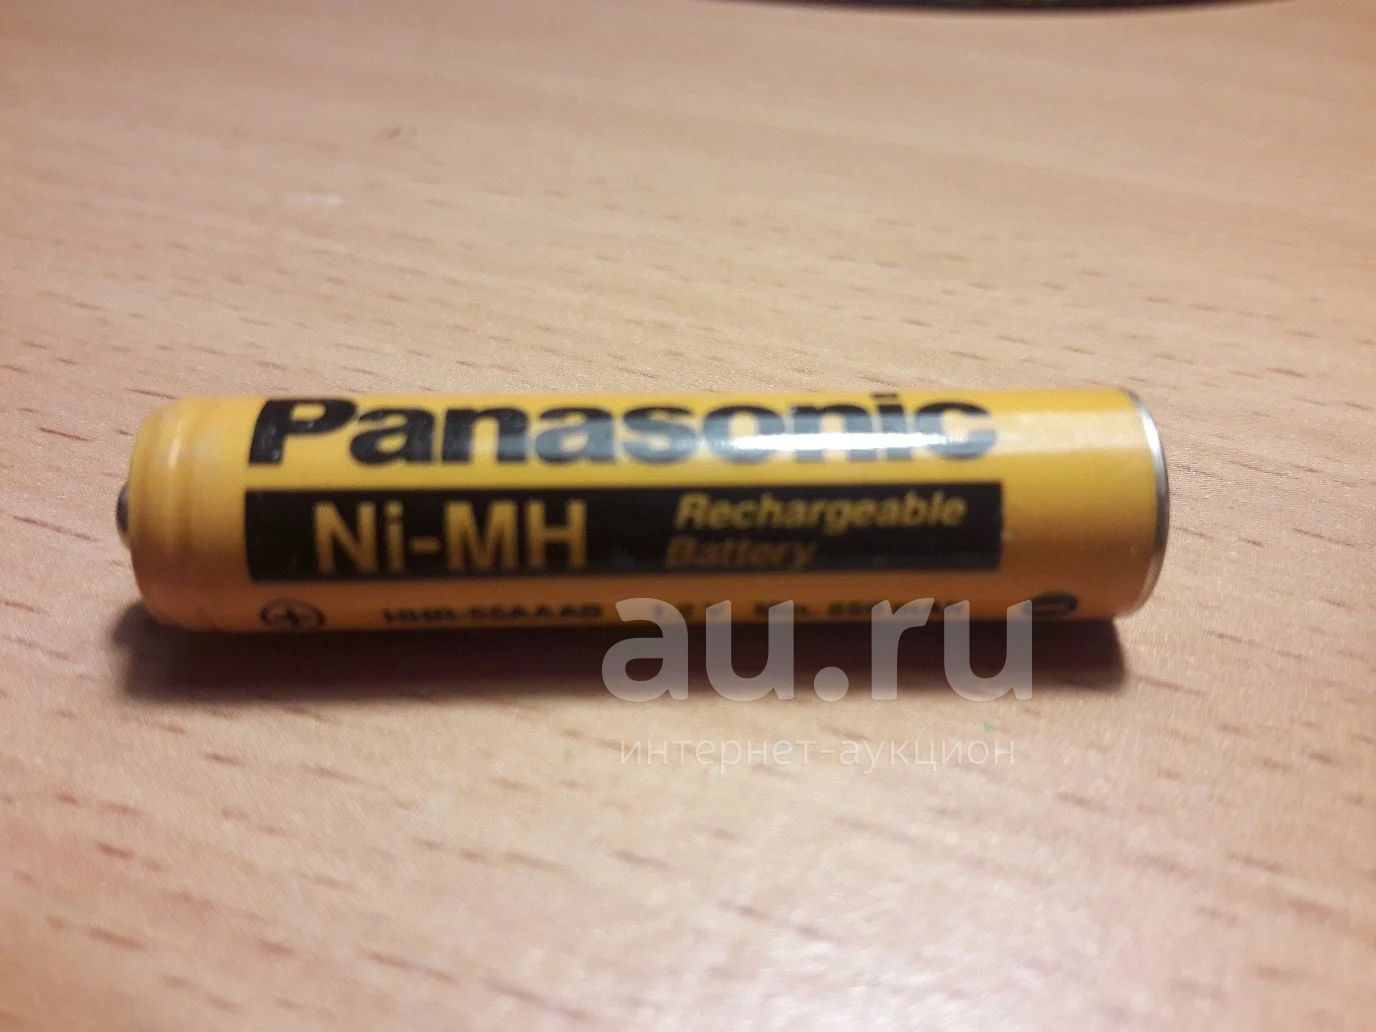 Panasonic
Ni-MH Rechargeable
Battery
au.ru
интернет-аукцион